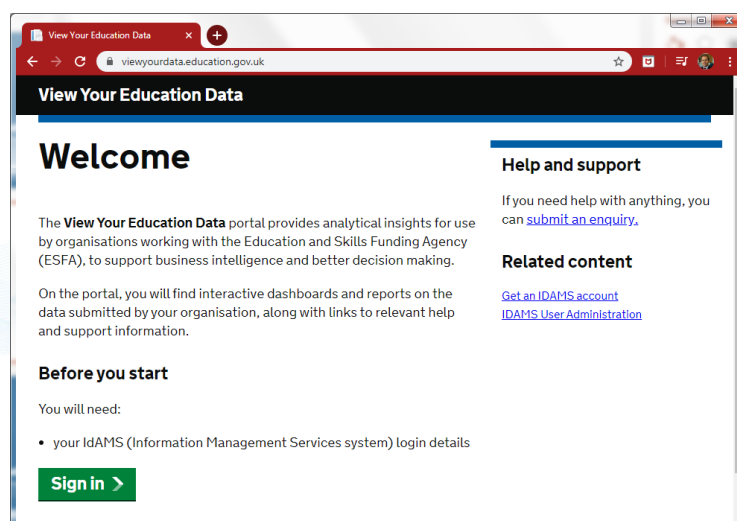 View Your Education Data
viewyourdata.education.gov.uk
View Your Education Data
Welcome
The View Your Education Data portal provides analytical insights for use
by organisations working with the Education and Skills Funding Agency
(ESFA), to support business intelligence and better decision making.
On the portal, you will find interactive dashboards and reports on the
data submitted by your organisation, along with links to relevant help
and support information.
Before you start
You will need:
• your IdAMS (Information Management Services system) login details
Sign in
Help and support
If you need help with anything, you
can submit an enquiry.
Related content
Get an IDAMS account
IDAMS User Administration